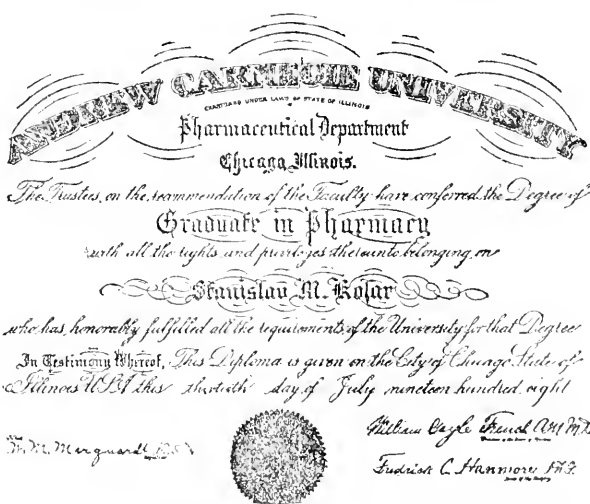 ANDREW CARNEGIE UNIVERSITY
CHARTERED UNDER LAWS OF STATE OF ILLINOIS
Pharmaceutical Department
Chicago, Illinois.
The Trustees, on the recommendation of the Faculty have conferred the Degree of
Graduate in Pharmacy
with all the rights and privileges thereunto belonging, on
Stanislav M. Kolar
who has honorably fulfilled all the requirements of the University for that Degree
In Testimony Whereof, This Diploma is given on the City of Chicago, State of
Illinois U.S.A this thirtieth day of July nineteen hundred eight
William Cagle French AM
M. Marquardt
Fredrick C. Hanmore